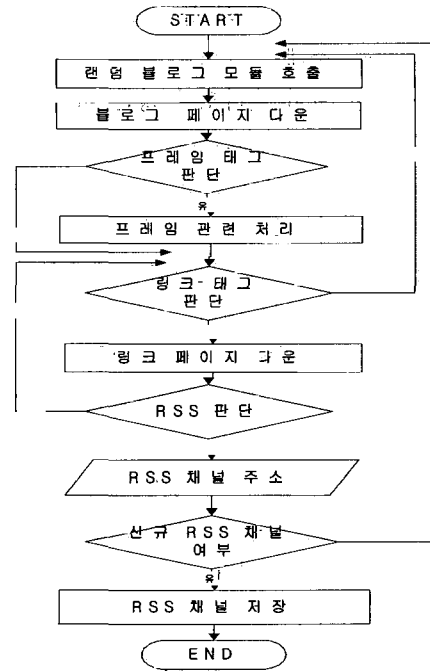 START
랜덤 블로그 모듈 호출
블로그 페이지 다운
프레임 태그
판단
유
프레임 관련 처리
링크-태그
판단
링크 페이지 다운
RSS 판단
RSS 채널 주소
신규 RSS 채널
여부
유
RSS 채널 저장
END